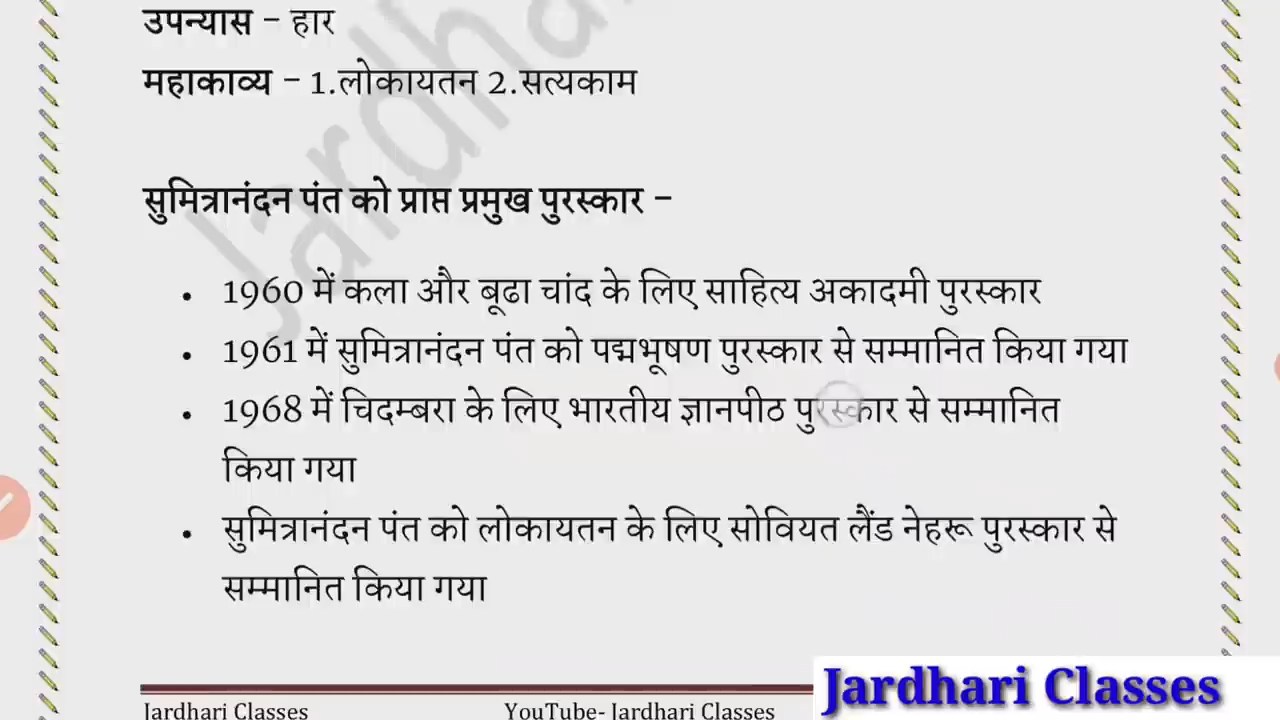 उपन्यास – हार
महाकाव्य – 1.लोकायतन 2.सत्यकाम
सुमित्रानंदन पंत को प्राप्त प्रमुख पुरस्कार –
• 1960 में कला और बूढा चांद के लिए साहित्य अकादमी पुरस्कार
• 1961 में सुमित्रानंदन पंत को पद्मभूषण पुरस्कार से सम्मानित किया गया
• 1968 में चिदम्बरा के लिए भारतीय ज्ञानपीठ पुरस्कार से सम्मानित
किया गया
• सुमित्रानंदन पंत को लोकायतन के लिए सोवियत लैंड नेहरू पुरस्कार से
सम्मानित किया गया
Jardhari Classes
Jardhari Classes YouTube- Jardhari Classes